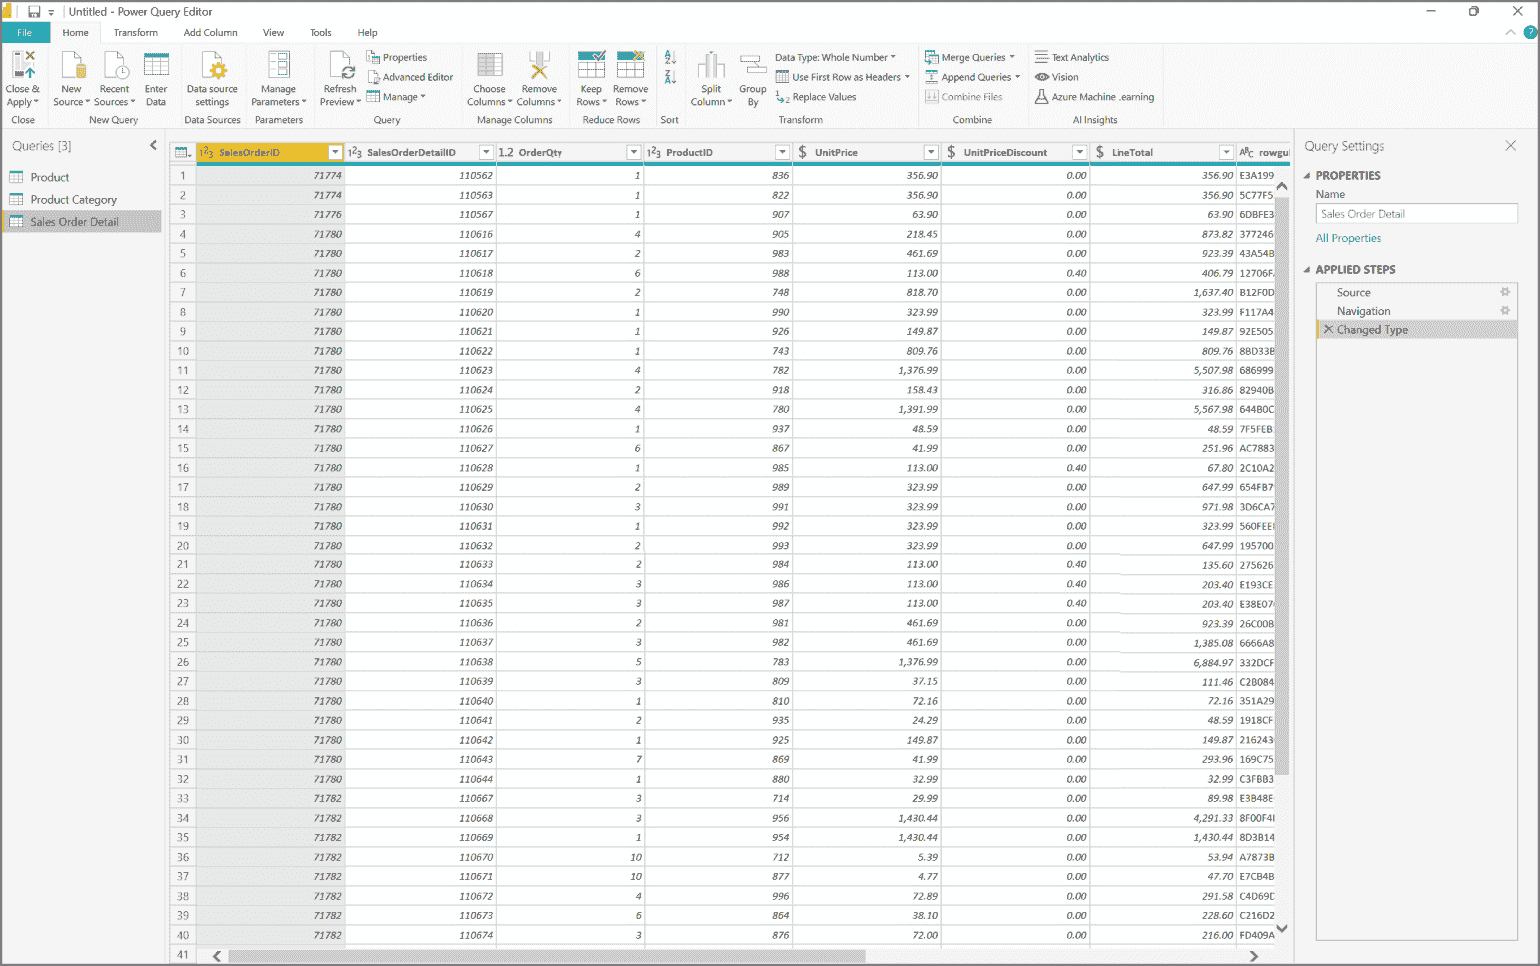 Untitled - Power Query Editor
File Home Transform Add Column View Tools Help
Close & Apply
New Source
Recent Sources
Enter Data
Data source settings
Manage Parameters
Refresh Preview
Properties
Advanced Editor
Manage
Choose Columns
Remove Columns
Keep Rows
Remove Rows
Split Column
Group By
Data Type: Whole Number
Use First Row as Headers
Replace Values
Merge Queries
Append Queries
Combine Files
Text Analytics
Vision
Azure Machine
Close New Query Data Sources Parameters Query Manage Columns Reduce Rows Sort Transform Combine AI Insights
Queries [3]
Product
Product Category
Sales Order Detail
SalesOrderID SalesOrderDetailID 1.2 OrderQty ProductID $ UnitPrice $ UnitPriceDiscount $ LineTotal
1 71774 110562 1 836 356.90 0.00 356.90 E3A199
2 71774 110563 1 822 356.90 0.00 356.90 5C77F5
3 71776 110567 1 907 63.90 0.00 63.90 6DBFE3
4 71780 110616 4 905 218.45 0.00 873.82 377246
5 71780 110617 2 983 461.69 0.00 923.39 43A54B
6 71780 110618 6 988 113.00 0.40 406.79 12706F
7 71780 110619 2 748 818.70 0.00 1,637.40 B12F0D
8 71780 110620 1 990 323.99 0.00 323.99 F117A4
9 71780 110621 1 926 149.87 0.00 149.87 92E505
10 71780 110622 1 743 809.76 0.00 809.76 8BD33B
11 71780 110623 4 782 1,376.99 0.00 5,507.98 686999
12 71780 110624 2 918 158.43 0.00 316.86 82940B
13 71780 110625 4 780 1,391.99 0.00 5,567.98 644B0C
14 71780 110626 1 937 48.59 0.00 48.59 7F5FEB
15 71780 110627 6 867 41.99 0.00 251.96 AC7883
16 71780 110628 1 985 113.00 0.40 67.80 2C10A2
17 71780 110629 2 989 323.99 0.00 647.99 654FB7
18 71780 110630 3 991 323.99 0.00 971.98 3D6CA7
19 71780 110631 1 992 323.99 0.00 323.99 560FEE
20 71780 110632 2 993 323.99 0.00 647.99 195700
21 71780 110633 2 984 113.00 0.40 135.60 275626
22 71780 110634 3 986 113.00 0.40 203.40 E193CE
23 71780 110635 3 987 113.00 0.40 203.40 E38E07
24 71780 110636 2 981 461.69 0.00 923.39 26C00B
25 71780 110637 3 982 461.69 0.00 1,385.08 6666A8
26 71780 110638 5 783 1,376.99 0.00 6,884.97 332DCF
27 71780 110639 3 809 37.15 0.00 111.46 C2B084
28 71780 110640 1 810 72.16 0.00 72.16 351A29
29 71780 110641 2 935 24.29 0.00 48.59 1918CF
30 71780 110642 1 925 149.87 0.00 149.87 216243
31 71780 110643 7 869 41.99 0.00 293.96 169C75
32 71780 110644 1 880 32.99 0.00 32.99 C3FBB3
33 71782 110667 3 714 29.99 0.00 89.98 E3B48E
34 71782 110668 3 956 1,430.44 0.00 4,291.33 8F00F4
35 71782 110669 1 954 1,430.44 0.00 1,430.44 8D3B14
36 71782 110670 10 712 5.39 0.00 53.94 A7873B
37 71782 110671 10 877 4.77 0.00 47.70 E7CB4B
38 71782 110672 4 996 72.89 0.00 291.58 C4D69D
39 71782 110673 6 864 38.10 0.00 228.60 C216D2
40 71782 110674 3 876 72.00 0.00 216.00 FD409A
41
Query Settings
PROPERTIES
Name
Sales Order Detail
All Properties
APPLIED STEPS
Source
Navigation
Changed Type